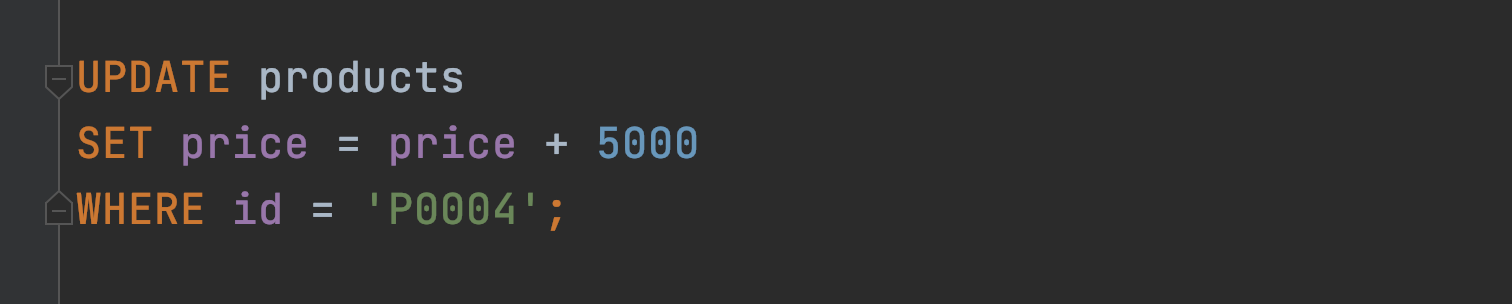 UPDATE products
SET price = price + 5000
WHERE id = 'P0004';